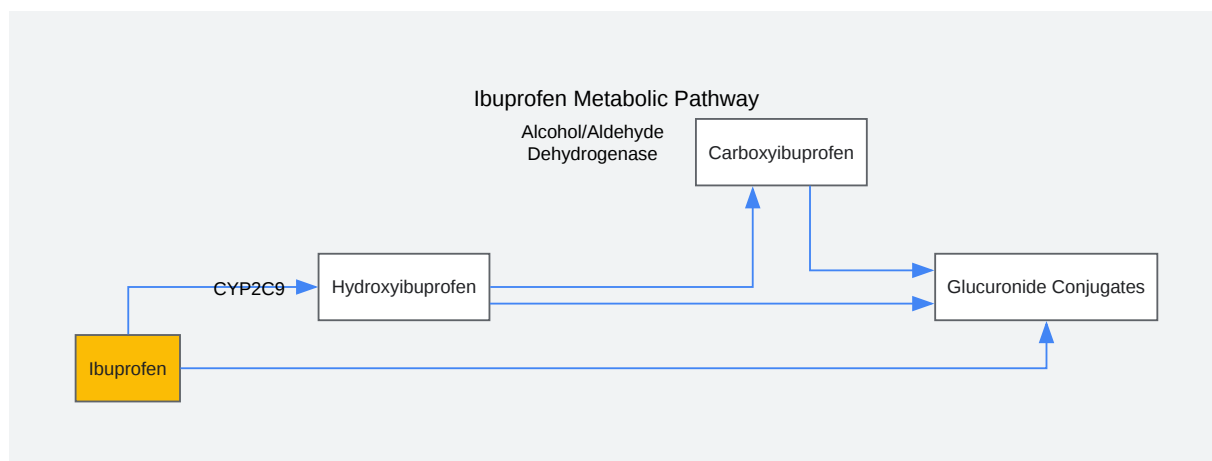 Ibuprofen Metabolic Pathway
Alcohol/Aldehyde
Dehydrogenase
Carboxyibuprofen
CYP2C9
Hydroxyibuprofen
Glucuronide Conjugates
Ibuprofen